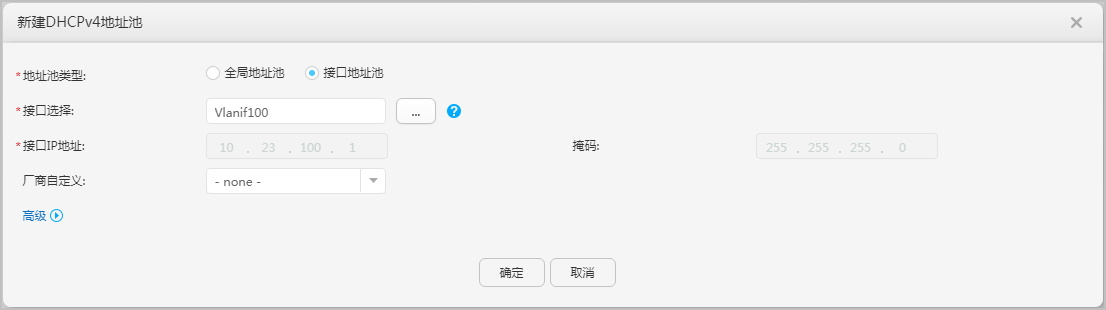 新建DHCPv4地址池
*地址池类型: 全局地址池 接口地址池
*接口选择: Vlanif100 ... ?
*接口IP地址: 10 . 23 . 100 . 1 掩码: 255 . 255 . 255 . 0
厂商自定义: - none -
高级
确定 取消